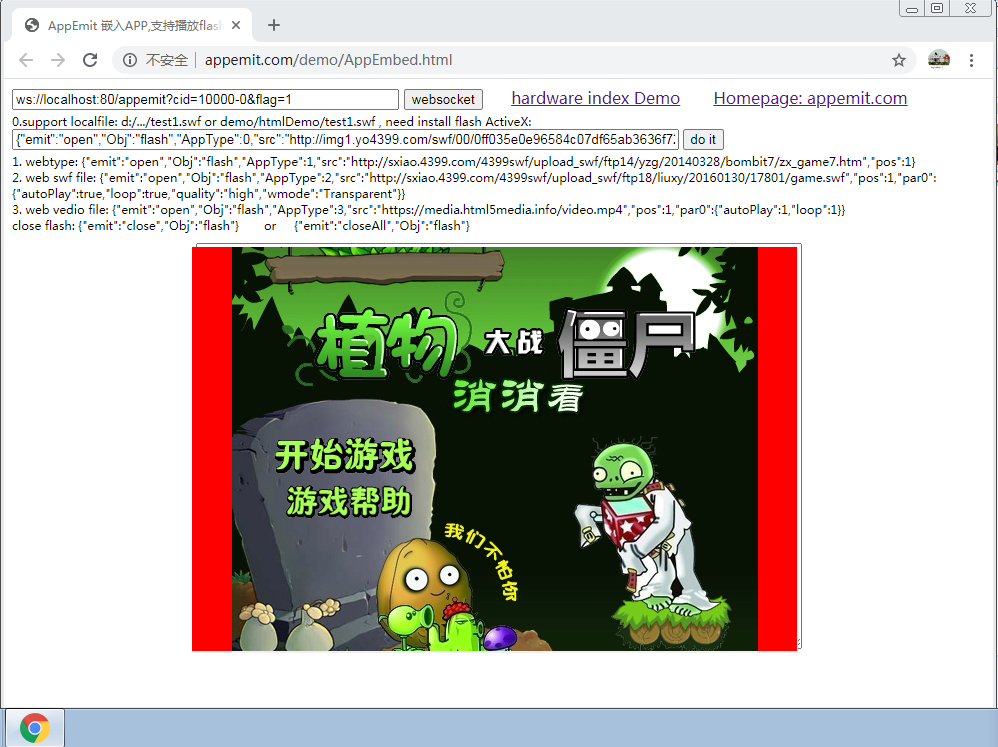 AppEmit 嵌入APP,支持播放flas
不安全 appemit.com/demo/AppEmbed.html
ws://localhost:80/appemit?cid=10000-0&flag=1 websocket hardware index Demo Homepage: appemit.com
0.support localfile: d:/.../test1.swf or demo/htmlDemo/test1.swf , need install flash ActiveX:
{"emit":"open","Obj":"flash","AppType":0,"src":"http://img1.yo4399.com/swf/00/0ff035e0e96584c07df65ab3636f7: do it
1. webtype: {"emit":"open","Obj":"flash","AppType":1,"src":"http://sxiao.4399.com/4399swf/upload_swf/ftp14/yzg/20140328/bombit7/zx_game7.htm","pos":1}
2. web swf file: {"emit":"open","Obj":"flash","AppType":2,"src":"http://sxiao.4399.com/4399swf/upload_swf/ftp18/liuxy/20160130/17801/game.swf","pos":1,"par0":
{"autoPlay":true,"loop":true,"quality":"high","wmode":"Transparent"}}
3. web vedio file: {"emit":"open","Obj":"flash","AppType":3,"src":"https://media.html5media.info/video.mp4","pos":1,"par0":{"autoPlay":1,"loop":1}}
close flash: {"emit":"close","Obj":"flash"} or {"emit":"closeAll","Obj":"flash"}
植物 大战 僵尸
消消看
开始游戏
游戏帮助
我们不怕你